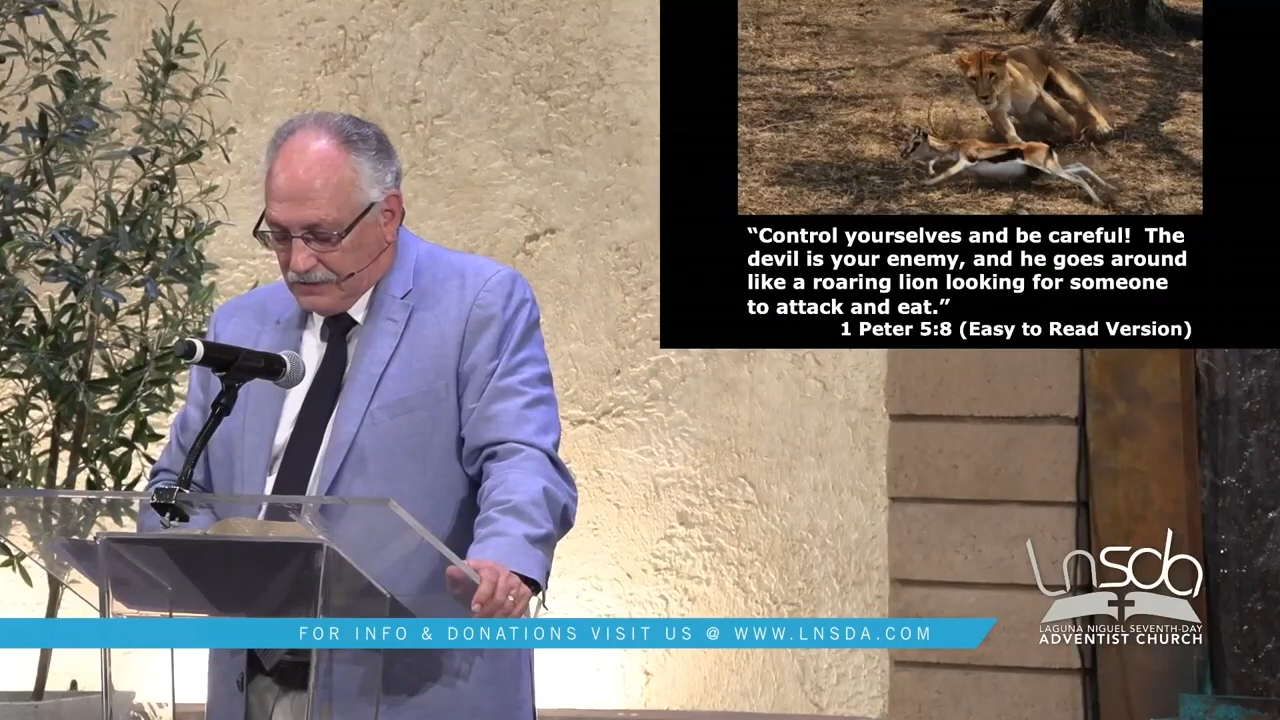 “Control yourselves and be careful!  The
devil is your enemy, and he goes around
like a roaring lion looking for someone
to attack and eat.”
1 Peter 5:8 (Easy to Read Version)
lnsda
LAGUNA NIGUEL SEVENTH-DAY
ADVENTIST CHURCH
FOR INFO & DONATIONS VISIT US @ WWW.LNSDA.COM